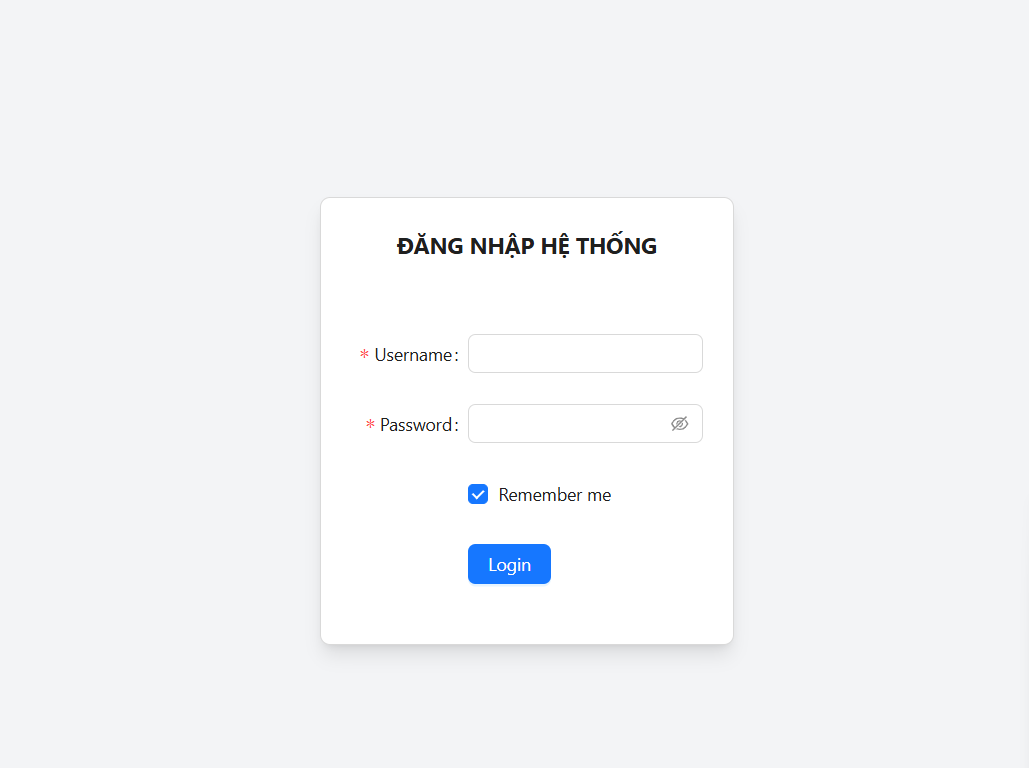 ĐĂNG NHẬP HỆ THỐNG
* Username:
* Password:
Remember me
Login